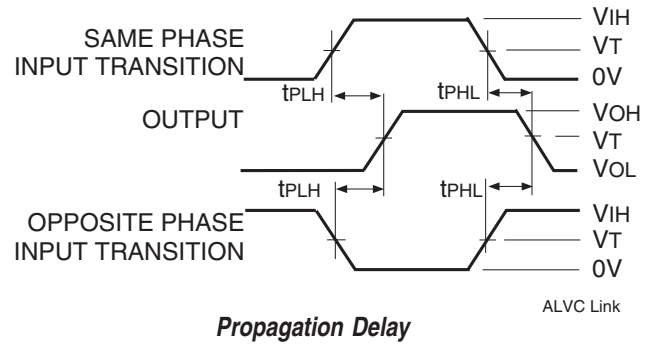 SAME PHASE
INPUT TRANSITION
VIH
VT
0V
tPLH
tPHL
OUTPUT
VOH
VT
VOL
tPLH
tPHL
OPPOSITE PHASE
INPUT TRANSITION
VIH
VT
0V
ALVC Link
Propagation Delay